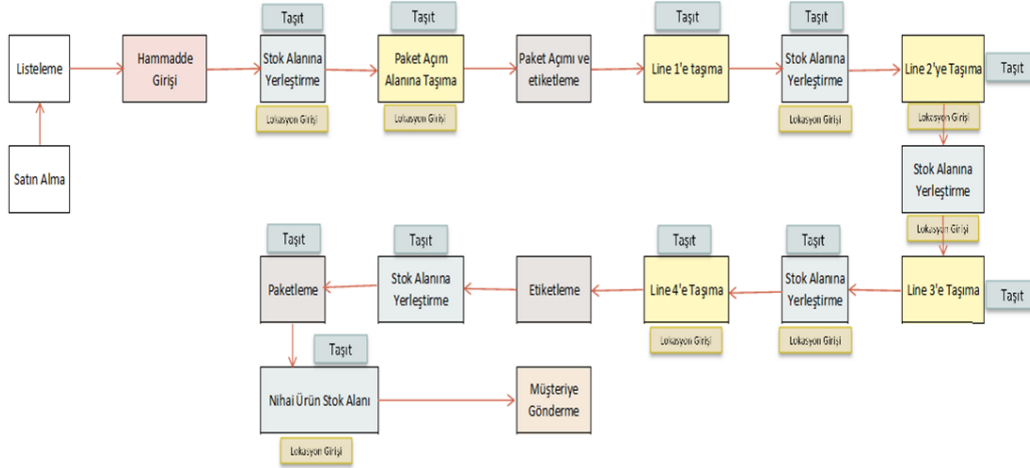 Taşıt
Taşıt
Taşıt
Taşıt
Listeleme
Hammadde
Girişi
Stok Alanına
Yerleştirme
Paket Açım
Alanına Taşıma
Paket Açımı ve
etiketleme
Line 1'e taşıma
Stok Alanına
Yerleştirme
Line 2'ye Taşıma
Taşıt
Lokasyon Girişi
Lokasyon Girişi
Lokasyon Girişi
Lokasyon Girişi
Satın Alma
Stok Alanına
Yerleştirme
Lokasyon Girişi
Taşıt
Taşıt
Taşıt
Taşıt
Paketleme
Stok Alanına
Yerleştirme
Etiketleme
Line 4'e Taşıma
Stok Alanına
Yerleştirme
Line 3'e Taşıma
Taşıt
Lokasyon Girişi
Lokasyon Girişi
Taşıt
Nihai Ürün Stok Alanı
Müşteriye
Gönderme
Lokasyon Girişi